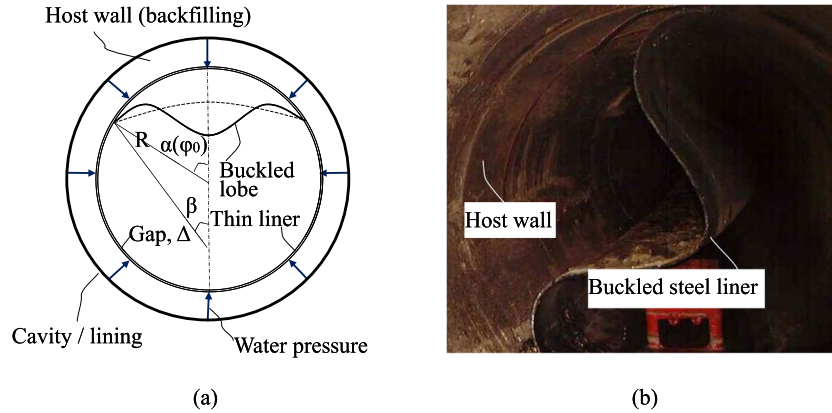 Host wall (backfilling)
R
α(φ₀)
Buckled
lobe
β
Thin liner
Gap, Δ
Cavity / lining
Water pressure
(a)
Host wall
Buckled steel liner
(b)